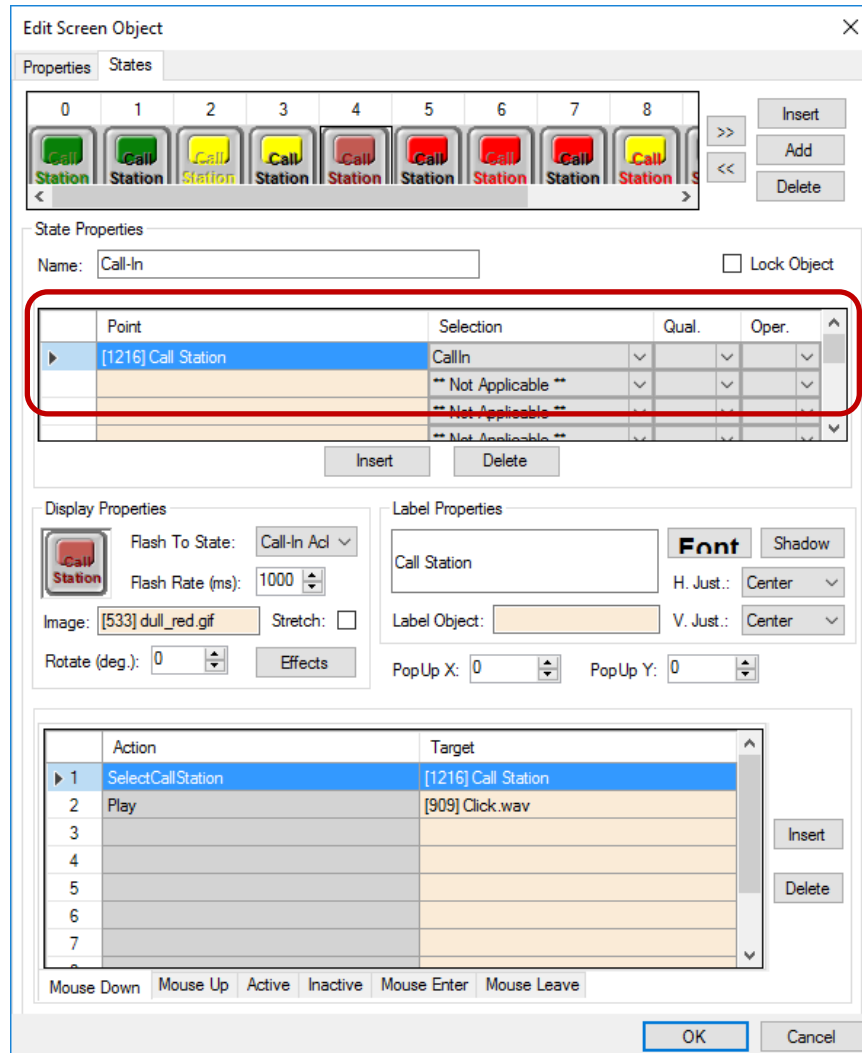 Edit Screen Object
Properties States
0 1 2 3 4 5 6 7 8
Call Station Call Station Call Station Call Station Call Station Call Station Call Station Call Station Call Station S
>>
<<
Insert
Add
Delete
State Properties
Name: Call-In Lock Object
Point Selection Qual. Oper.
[1216] Call Station CallIn
** Not Applicable **
** Not Applicable **
** Not Applicable **
Insert Delete
Display Properties
Call Station
Flash To State: Call-In Acl
Flash Rate (ms): 1000
Image: [533] dull_red.gif Stretch:
Rotate (deg.): 0 Effects
Label Properties
Call Station
Font Shadow
H. Just.: Center
Label Object: V. Just.: Center
PopUp X: 0 PopUp Y: 0
Action Target
1 SelectCallStation [1216] Call Station
2 Play [909] Click.wav
3
4
5
6
7
Insert
Delete
Mouse Down Mouse Up Active Inactive Mouse Enter Mouse Leave
OK Cancel